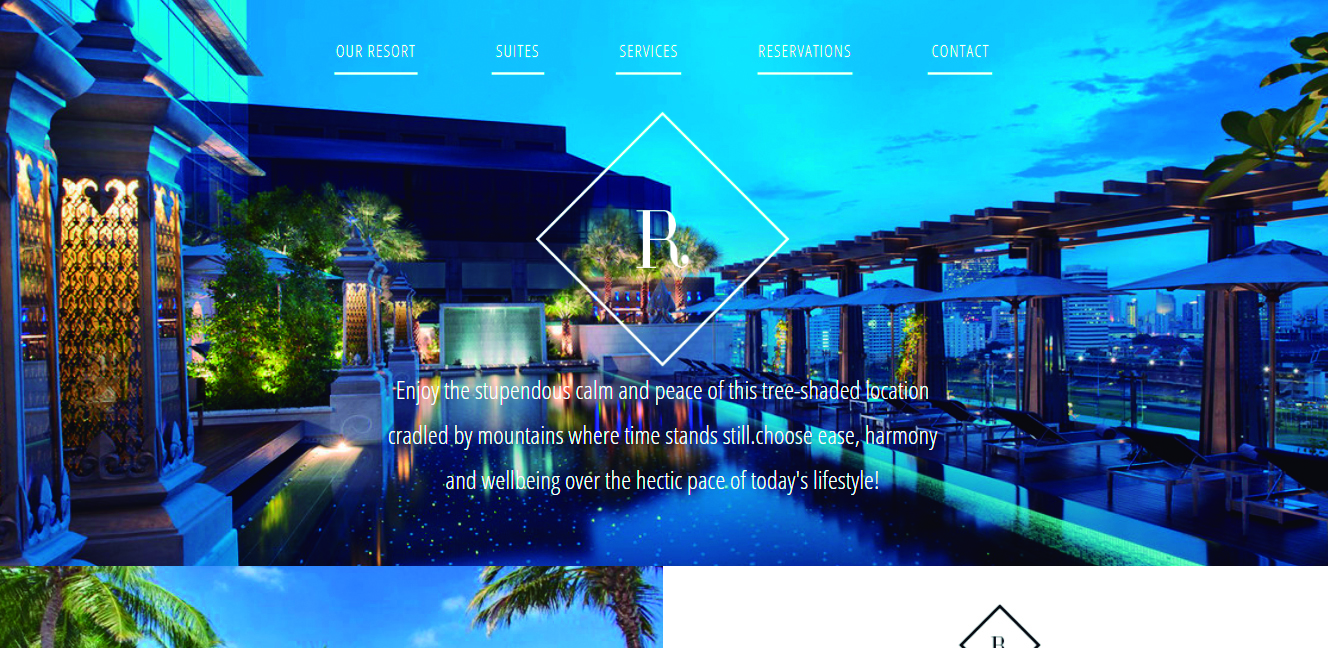 OUR RESORT SUITES SERVICES RESERVATIONS CONTACT
R
Enjoy the stupendous calm and peace of this tree-shaded location
cradled by mountains where time stands still.choose ease, harmony
and wellbeing over the hectic pace of today's lifestyle!
R